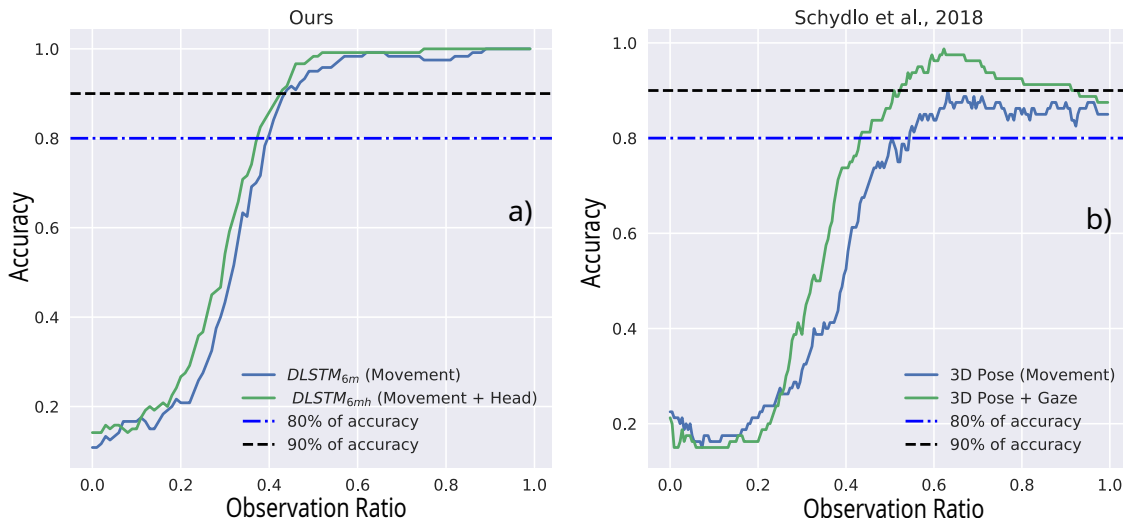 Ours
Accuracy
1.0
0.8
0.6
0.4
0.2
0.0 0.2 0.4 0.6 0.8 1.0
Observation Ratio
a)
DLSTM6m (Movement)
DLSTM6mh (Movement + Head)
80% of accuracy
90% of accuracy
Schydlo et al., 2018
Accuracy
1.0
0.8
0.6
0.4
0.2
0.0 0.2 0.4 0.6 0.8 1.0
Observation Ratio
b)
3D Pose (Movement)
3D Pose + Gaze
80% of accuracy
90% of accuracy